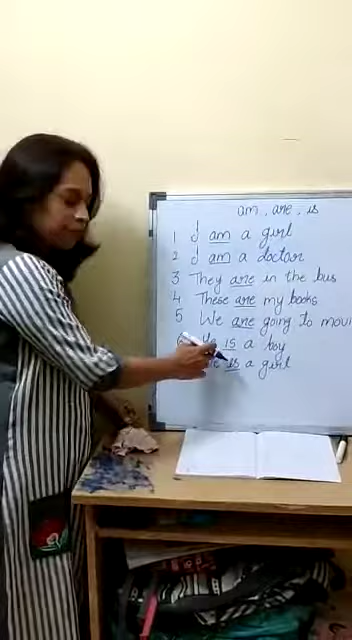 am, are, is
1 I am a girl
2 I am a doctor
3 They are in the bus
4 These are my books
5 We are going to movi
is a boy
is a girl